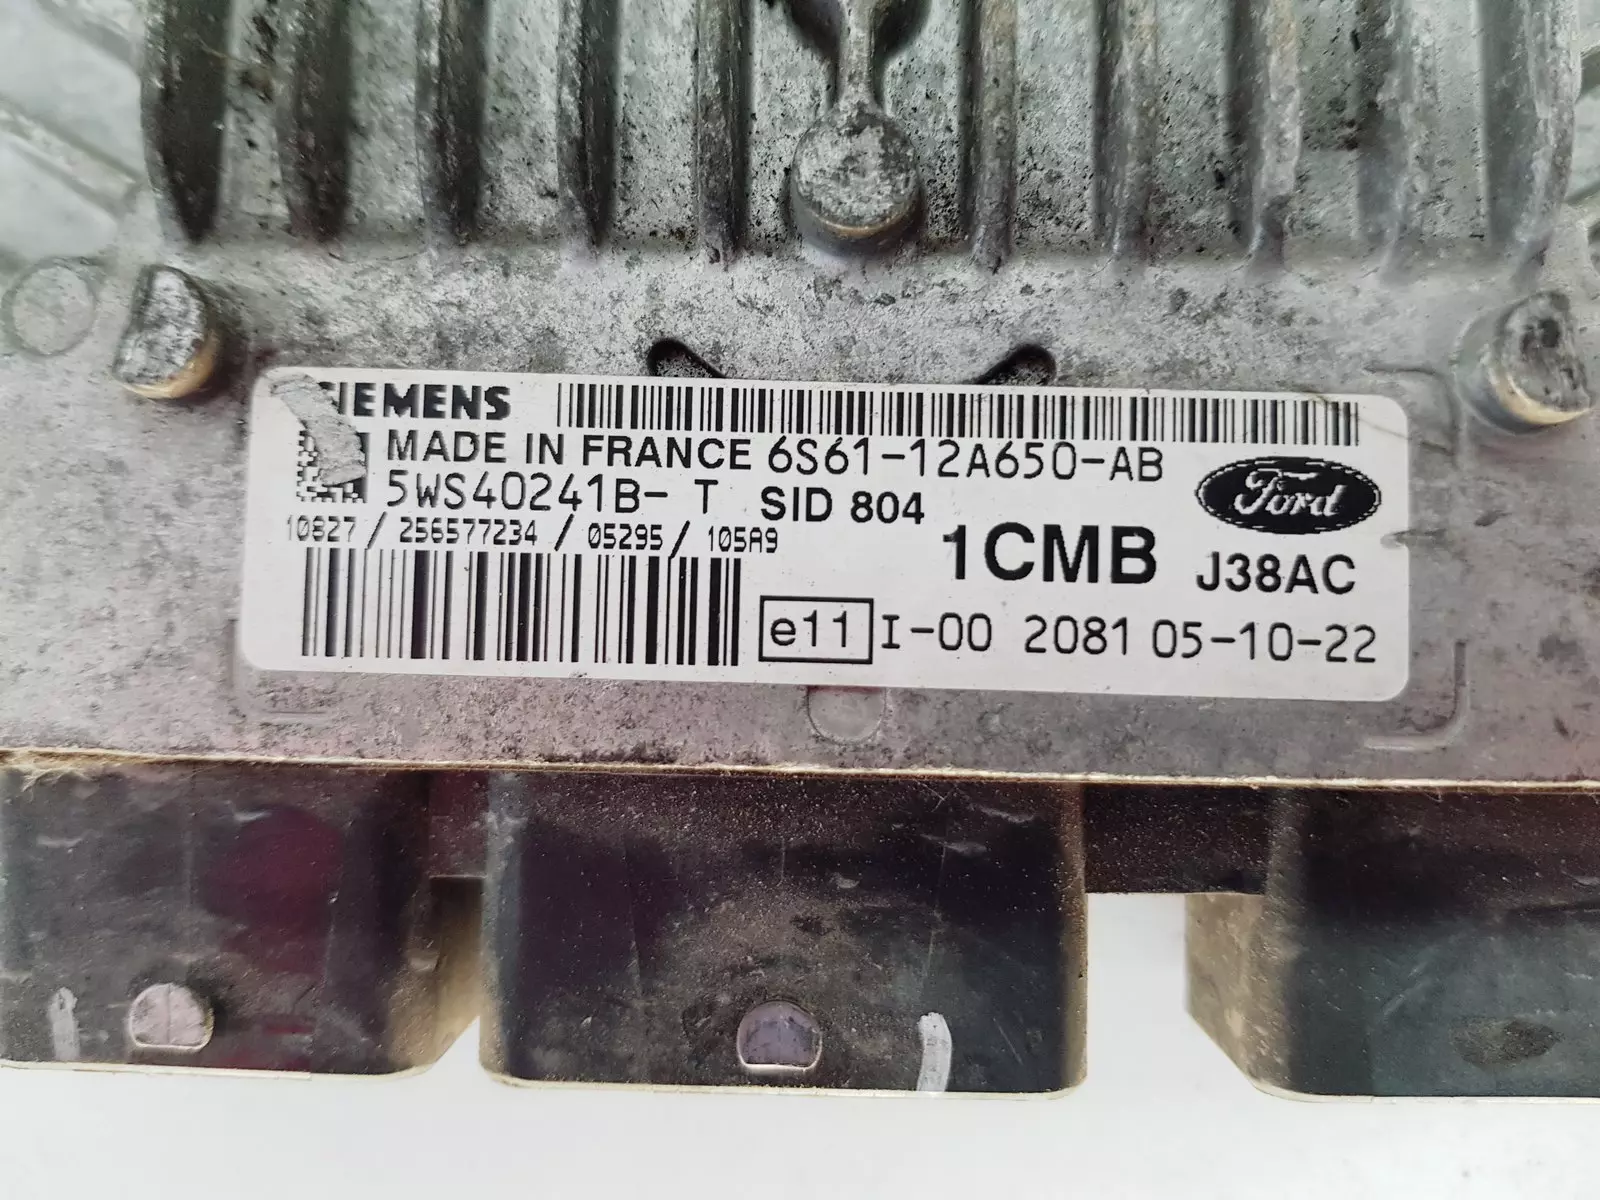 SIEMENS
MADE IN FRANCE 6S61-12A650-AB
5WS40241B- T SID 804
Ford
10827 / 256577234 / 05295 / 105A9
1CMB J38AC
e11 I-00 2081 05-10-22